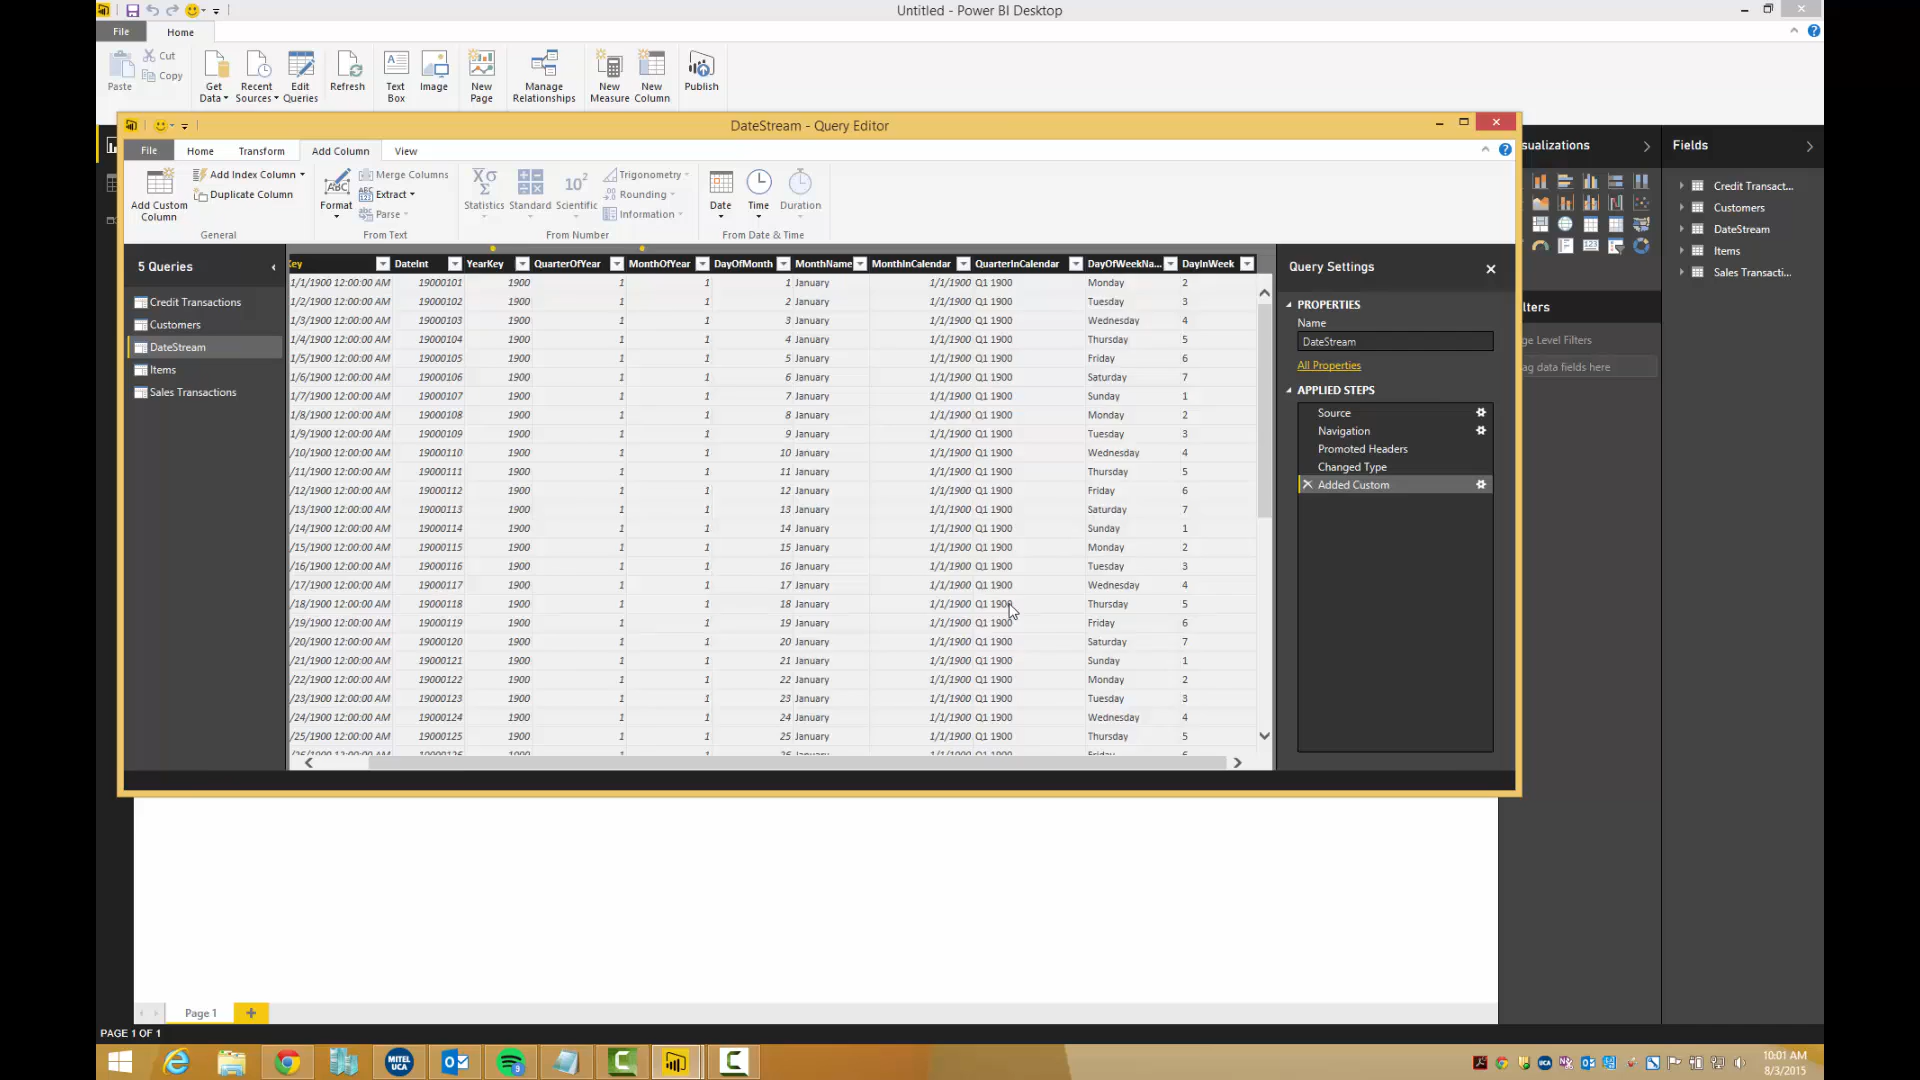 Untitled - Power BI Desktop
File Home
Paste Cut Copy Get Data Recent Sources Edit Queries Refresh Text Box Image New Page Manage Relationships New Measure New Column Publish
DateStream - Query Editor
File Home Transform Add Column View
Add Custom Column Add Index Column Duplicate Column Format Merge Columns Extract Parse Statistics Standard Scientific Trigonometry Rounding Information Date Time Duration
General From Text From Number From Date & Time
5 Queries
Credit Transactions
Customers
DateStream
Items
Sales Transactions
Key DateInt YearKey QuarterOfYear MonthOfYear DayOfMonth MonthName MonthInCalendar QuarterInCalendar DayOfWeekNa... DayInWeek
1/1/1900 12:00:00 AM 19000101 1900 1 1 1 January 1/1/1900 Q1 1900 Monday 2
1/2/1900 12:00:00 AM 19000102 1900 1 1 2 January 1/1/1900 Q1 1900 Tuesday 3
1/3/1900 12:00:00 AM 19000103 1900 1 1 3 January 1/1/1900 Q1 1900 Wednesday 4
1/4/1900 12:00:00 AM 19000104 1900 1 1 4 January 1/1/1900 Q1 1900 Thursday 5
1/5/1900 12:00:00 AM 19000105 1900 1 1 5 January 1/1/1900 Q1 1900 Friday 6
1/6/1900 12:00:00 AM 19000106 1900 1 1 6 January 1/1/1900 Q1 1900 Saturday 7
1/7/1900 12:00:00 AM 19000107 1900 1 1 7 January 1/1/1900 Q1 1900 Sunday 1
1/8/1900 12:00:00 AM 19000108 1900 1 1 8 January 1/1/1900 Q1 1900 Monday 2
1/9/1900 12:00:00 AM 19000109 1900 1 1 9 January 1/1/1900 Q1 1900 Tuesday 3
/10/1900 12:00:00 AM 19000110 1900 1 1 10 January 1/1/1900 Q1 1900 Wednesday 4
/11/1900 12:00:00 AM 19000111 1900 1 1 11 January 1/1/1900 Q1 1900 Thursday 5
/12/1900 12:00:00 AM 19000112 1900 1 1 12 January 1/1/1900 Q1 1900 Friday 6
/13/1900 12:00:00 AM 19000113 1900 1 1 13 January 1/1/1900 Q1 1900 Saturday 7
/14/1900 12:00:00 AM 19000114 1900 1 1 14 January 1/1/1900 Q1 1900 Sunday 1
/15/1900 12:00:00 AM 19000115 1900 1 1 15 January 1/1/1900 Q1 1900 Monday 2
/16/1900 12:00:00 AM 19000116 1900 1 1 16 January 1/1/1900 Q1 1900 Tuesday 3
/17/1900 12:00:00 AM 19000117 1900 1 1 17 January 1/1/1900 Q1 1900 Wednesday 4
/18/1900 12:00:00 AM 19000118 1900 1 1 18 January 1/1/1900 Q1 1900 Thursday 5
/19/1900 12:00:00 AM 19000119 1900 1 1 19 January 1/1/1900 Q1 1900 Friday 6
/20/1900 12:00:00 AM 19000120 1900 1 1 20 January 1/1/1900 Q1 1900 Saturday 7
/21/1900 12:00:00 AM 19000121 1900 1 1 21 January 1/1/1900 Q1 1900 Sunday 1
/22/1900 12:00:00 AM 19000122 1900 1 1 22 January 1/1/1900 Q1 1900 Monday 2
/23/1900 12:00:00 AM 19000123 1900 1 1 23 January 1/1/1900 Q1 1900 Tuesday 3
/24/1900 12:00:00 AM 19000124 1900 1 1 24 January 1/1/1900 Q1 1900 Wednesday 4
/25/1900 12:00:00 AM 19000125 1900 1 1 25 January 1/1/1900 Q1 1900 Thursday 5
Query Settings
PROPERTIES
Name
DateStream
All Properties
APPLIED STEPS
Source
Navigation
Promoted Headers
Changed Type
Added Custom
sualizations
lters
ge Level Filters
ag data fields here
Fields
Credit Transact...
Customers
DateStream
Items
Sales Transacti...
Page 1
PAGE 1 OF 1
MITEL UCA
10:01 AM
8/3/2015